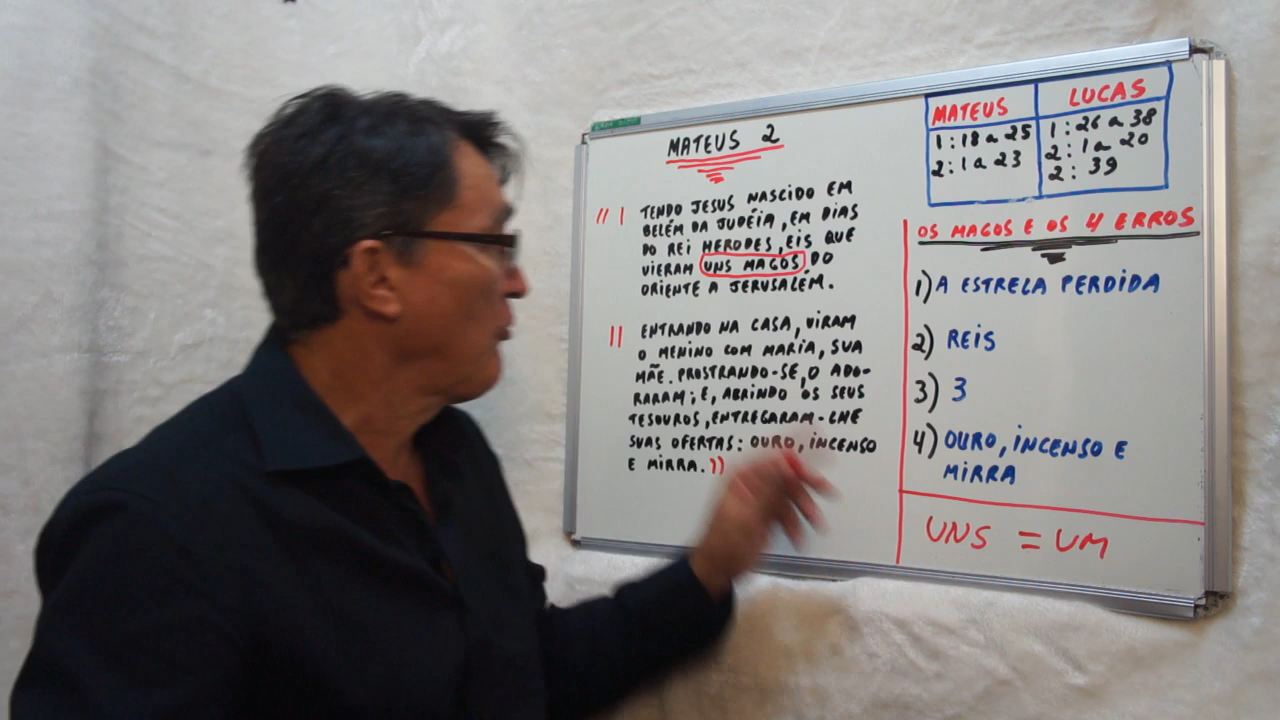 MATEUS 2
" 1 TENDO JESUS NASCIDO EM
BELÉM DA JUDÉIA, EM DIAS
DO REI HERODES, EIS QUE
VIERAM UNS MAGOS DO
ORIENTE A JERUSALÉM.
11 ENTRANDO NA CASA, VIRAM
O MENINO COM MARIA, SUA
MÃE. PROSTRANDO-SE, O ADO-
RARAM; E, ABRINDO OS SEUS
TESOUROS, ENTREGARAM-LHE
SUAS OFERTAS: OURO, INCENSO
E MIRRA. "
MATEUS
1:18 a 25
2:1 a 23
LUCAS
1:26 a 38
2:1 a 20
2:39
OS MAGOS E OS 4 ERROS
1) A ESTRELA PERDIDA
2) REIS
3) 3
4) OURO, INCENSO E
MIRRA
UNS = UM